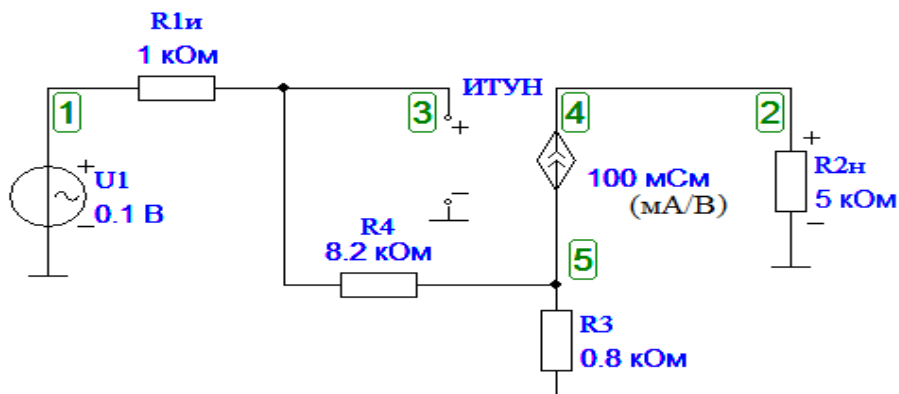 R1и
1 кОм
ИТУН
1
3
4
2
+
+
+
U1
0.1 В
−
−
100 мСм
(мА/В)
R2н
5 кОм
−
R4
8.2 кОм
5
R3
0.8 кОм